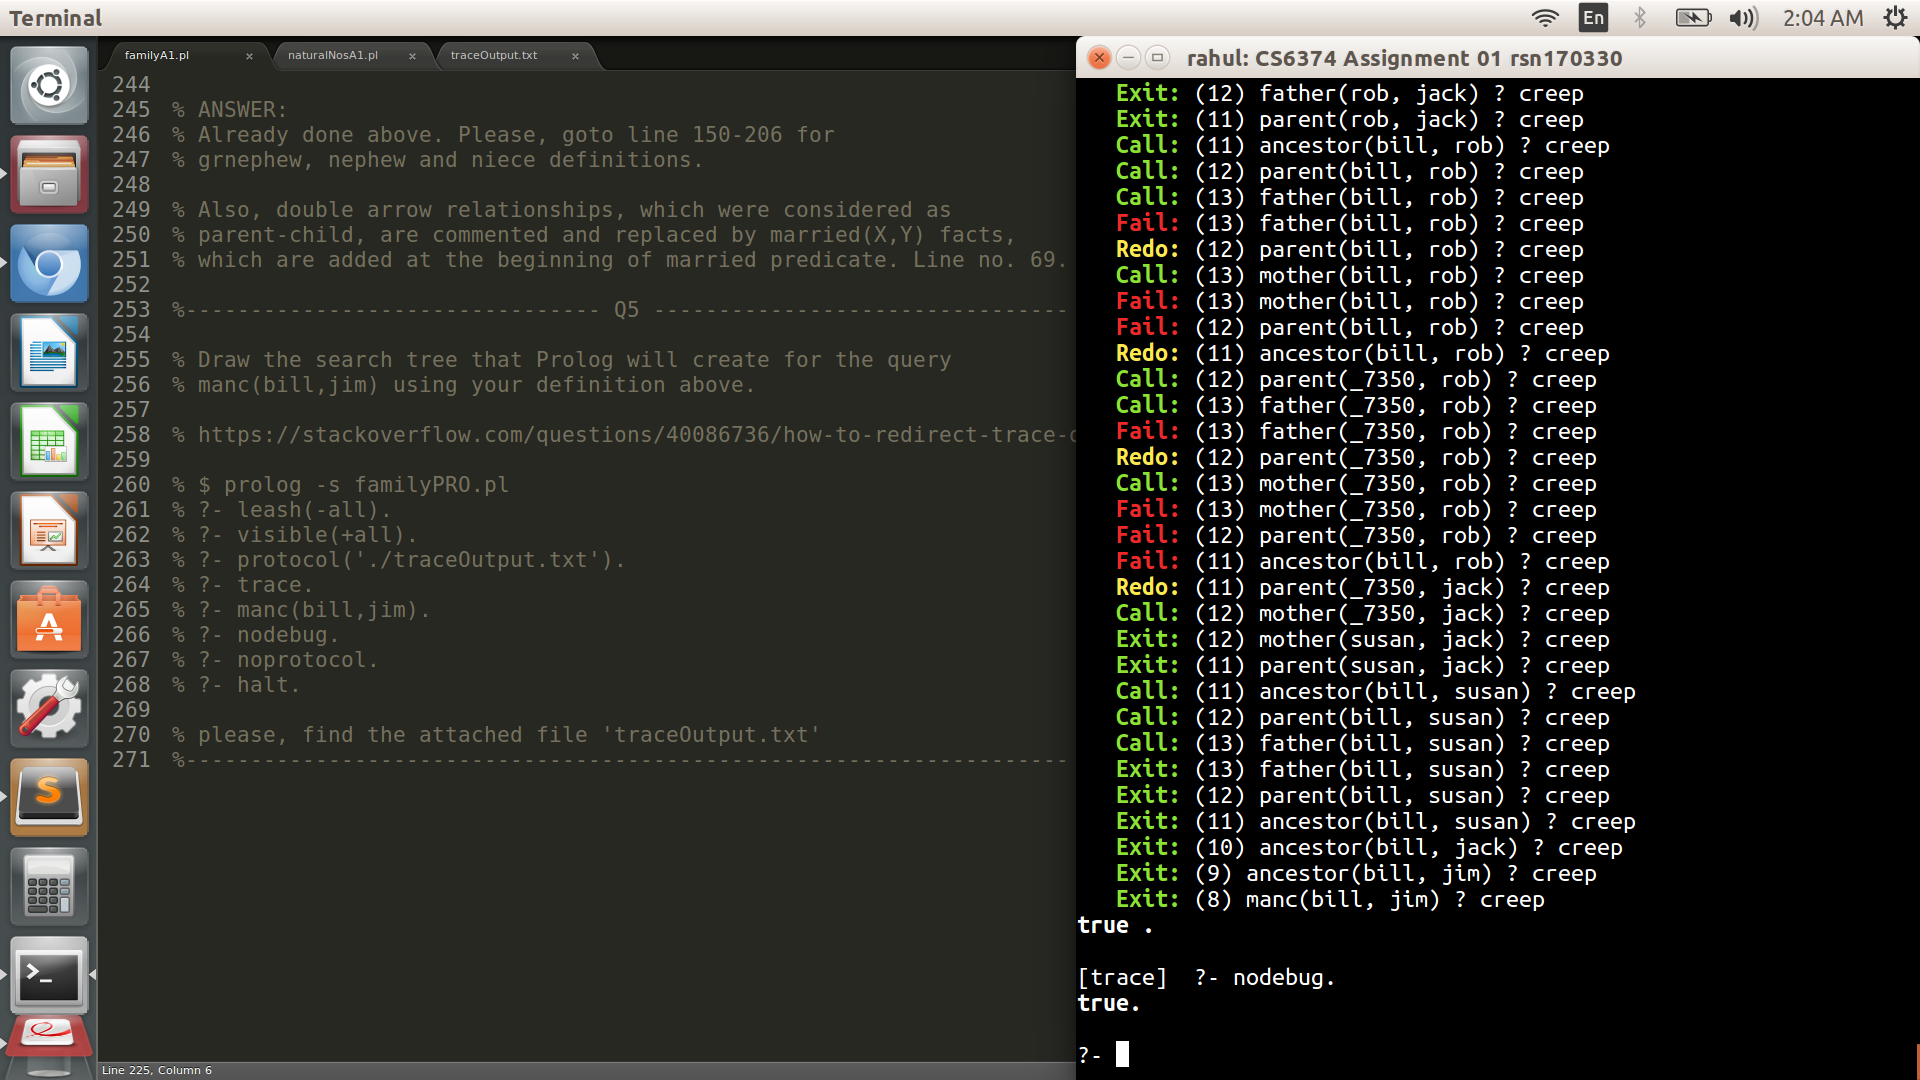 Terminal
En
2:04 AM
familyA1.pl × naturalNosA1.pl × traceOutput.txt ×
244
245 % ANSWER:
246 % Already done above. Please, goto line 150-206 for
247 % grnephew, nephew and niece definitions.
248
249 % Also, double arrow relationships, which were considered as
250 % parent-child, are commented and replaced by married(X,Y) facts,
251 % which are added at the beginning of married predicate. Line no. 69.
252
253 %-------------------------------- Q5 --------------------------------
254
255 % Draw the search tree that Prolog will create for the query
256 % manc(bill,jim) using your definition above.
257
258 % https://stackoverflow.com/questions/40086736/how-to-redirect-trace-
259
260 % $ prolog -s familyPRO.pl
261 % ?- leash(-all).
262 % ?- visible(+all).
263 % ?- protocol('./traceOutput.txt').
264 % ?- trace.
265 % ?- manc(bill,jim).
266 % ?- nodebug.
267 % ?- noprotocol.
268 % ?- halt.
269
270 % please, find the attached file 'traceOutput.txt'
271 %--------------------------------------------------------------------
Line 225, Column 6
rahul: CS6374 Assignment 01 rsn170330
Exit: (12) father(rob, jack) ? creep
Exit: (11) parent(rob, jack) ? creep
Call: (11) ancestor(bill, rob) ? creep
Call: (12) parent(bill, rob) ? creep
Call: (13) father(bill, rob) ? creep
Fail: (13) father(bill, rob) ? creep
Redo: (12) parent(bill, rob) ? creep
Call: (13) mother(bill, rob) ? creep
Fail: (13) mother(bill, rob) ? creep
Fail: (12) parent(bill, rob) ? creep
Redo: (11) ancestor(bill, rob) ? creep
Call: (12) parent(_7350, rob) ? creep
Call: (13) father(_7350, rob) ? creep
Fail: (13) father(_7350, rob) ? creep
Redo: (12) parent(_7350, rob) ? creep
Call: (13) mother(_7350, rob) ? creep
Fail: (13) mother(_7350, rob) ? creep
Fail: (12) parent(_7350, rob) ? creep
Fail: (11) ancestor(bill, rob) ? creep
Redo: (11) parent(_7350, jack) ? creep
Call: (12) mother(_7350, jack) ? creep
Exit: (12) mother(susan, jack) ? creep
Exit: (11) parent(susan, jack) ? creep
Call: (11) ancestor(bill, susan) ? creep
Call: (12) parent(bill, susan) ? creep
Call: (13) father(bill, susan) ? creep
Exit: (13) father(bill, susan) ? creep
Exit: (12) parent(bill, susan) ? creep
Exit: (11) ancestor(bill, susan) ? creep
Exit: (10) ancestor(bill, jack) ? creep
Exit: (9) ancestor(bill, jim) ? creep
Exit: (8) manc(bill, jim) ? creep
true .
[trace]  ?- nodebug.
true.
?-